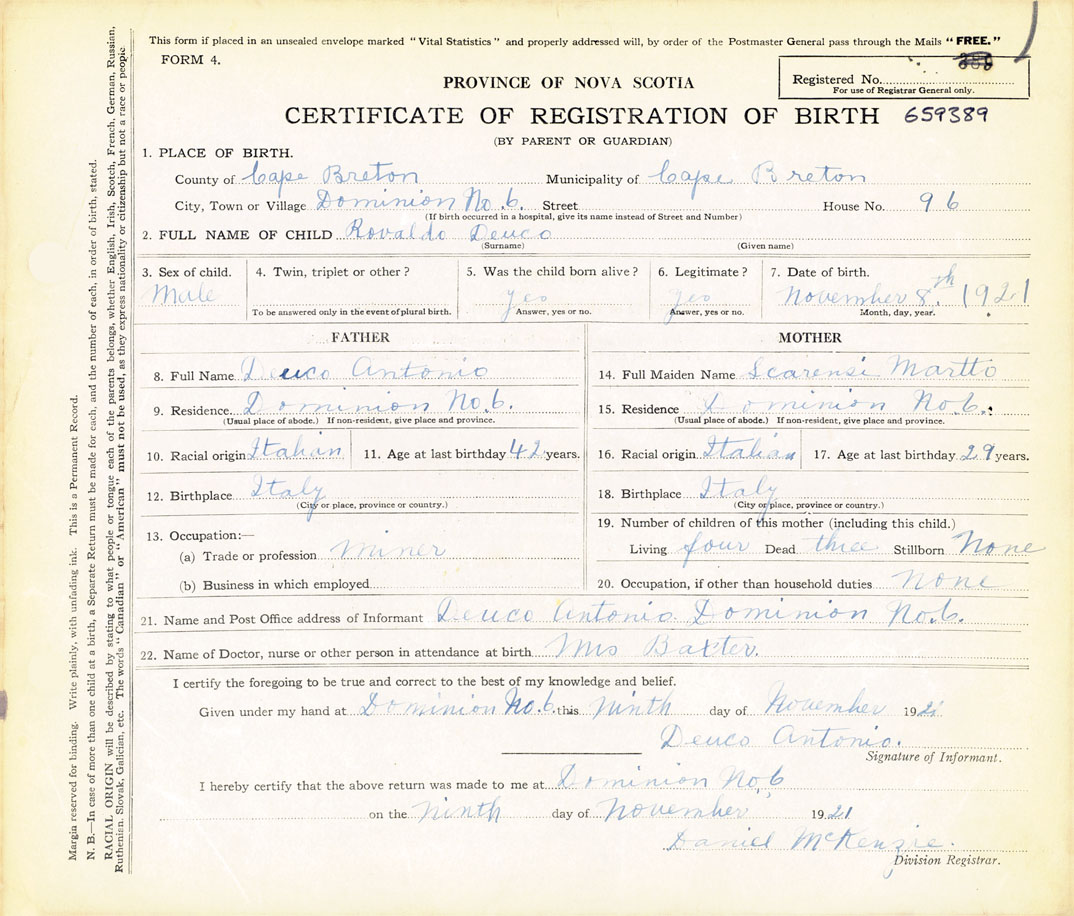 This form if placed in an unsealed envelope marked "Vital Statistics" and properly addressed will, by order of the Postmaster General pass through the Mails "FREE."
FORM 4.
Registered No.
For use of Registrar General only.
PROVINCE OF NOVA SCOTIA
CERTIFICATE OF REGISTRATION OF BIRTH 659389
(BY PARENT OR GUARDIAN)
1. PLACE OF BIRTH.
County of Cape Breton Municipality of Cape Breton
City, Town or Village Dominion No. 6. Street House No. 96
(If birth occurred in a hospital, give its name instead of Street and Number)
2. FULL NAME OF CHILD Rovaldo Deuco
(Surname) (Given name)
3. Sex of child. 4. Twin, triplet or other? 5. Was the child born alive? 6. Legitimate? 7. Date of birth.
Male yes yes November 8th. 1921
To be answered only in the event of plural birth. Answer, yes or no. Answer, yes or no. Month, day, year.
FATHER MOTHER
8. Full Name Deuco Antonio 14. Full Maiden Name Scarensi Martto
9. Residence. Dominion No. 6. 15. Residence Dominion No. 6.
(Usual place of abode.) If non-resident, give place and province. (Usual place of abode.) If non-resident, give place and province.
10. Racial origin Italian 11. Age at last birthday 42 years. 16. Racial origin Italian 17. Age at last birthday 29 years.
12. Birthplace Italy 18. Birthplace Italy
(City or place, province or country.) (City or place, province or country.)
13. Occupation:— 19. Number of children of this mother (including this child.)
(a) Trade or profession miner Living four Dead three Stillborn None
(b) Business in which employed 20. Occupation, if other than household duties None
21. Name and Post Office address of Informant Deuco Antonio Dominion No. 6.
22. Name of Doctor, nurse or other person in attendance at birth Mrs Baxter.
I certify the foregoing to be true and correct to the best of my knowledge and belief.
Given under my hand at Dominion No. 6. this Ninth day of November 1921
Deuco Antonio.
Signature of Informant.
I hereby certify that the above return was made to me at Dominion No. 6
on the Ninth day of November 1921
Daniel McKenzie.
Division Registrar.
Margin reserved for binding. Write plainly, with unfading ink. This is a Permanent Record.
N. B.—In case of more than one child at a birth, a Separate Return must be made for each, and the number of each, in order of birth, stated.
RACIAL ORIGIN will be described by stating to what people or tongue each of the parents belongs, whether English, Irish, Scotch, French, German, Russian,
Ruthenian, Slovak, Galician, etc. The words "Canadian" or "American" must not be used, as they express nationality or citizenship but not a race or people